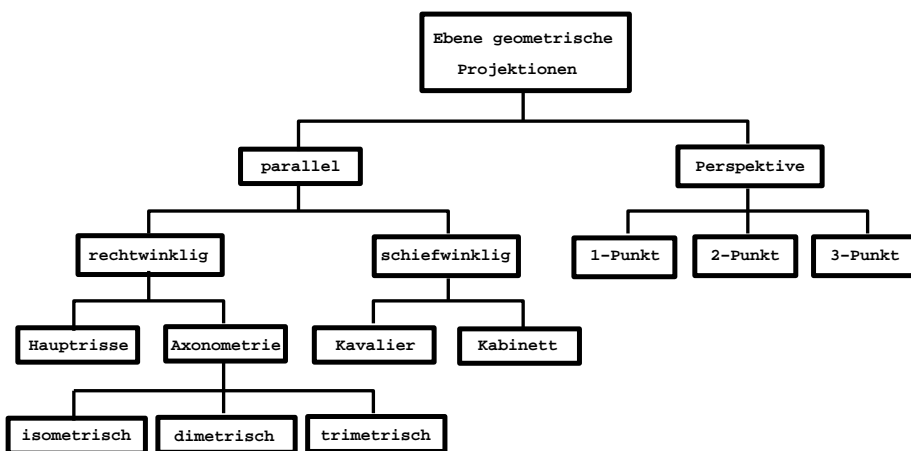 Ebene geometrische
Projektionen
parallel
Perspektive
rechtwinklig
schiefwinklig
1-Punkt
2-Punkt
3-Punkt
Hauptrisse
Axonometrie
Kavalier
Kabinett
isometrisch
dimetrisch
trimetrisch